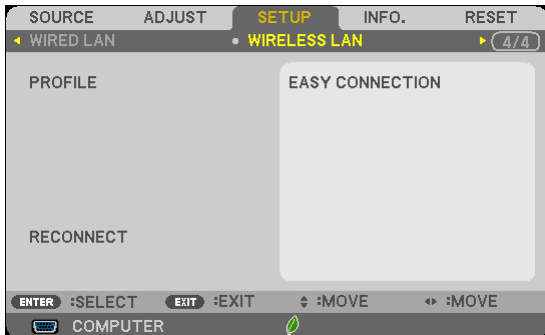 SOURCE ADJUST SETUP INFO. RESET
WIRED LAN WIRELESS LAN 4/4
PROFILE EASY CONNECTION
RECONNECT
ENTER :SELECT EXIT :EXIT :MOVE :MOVE
COMPUTER